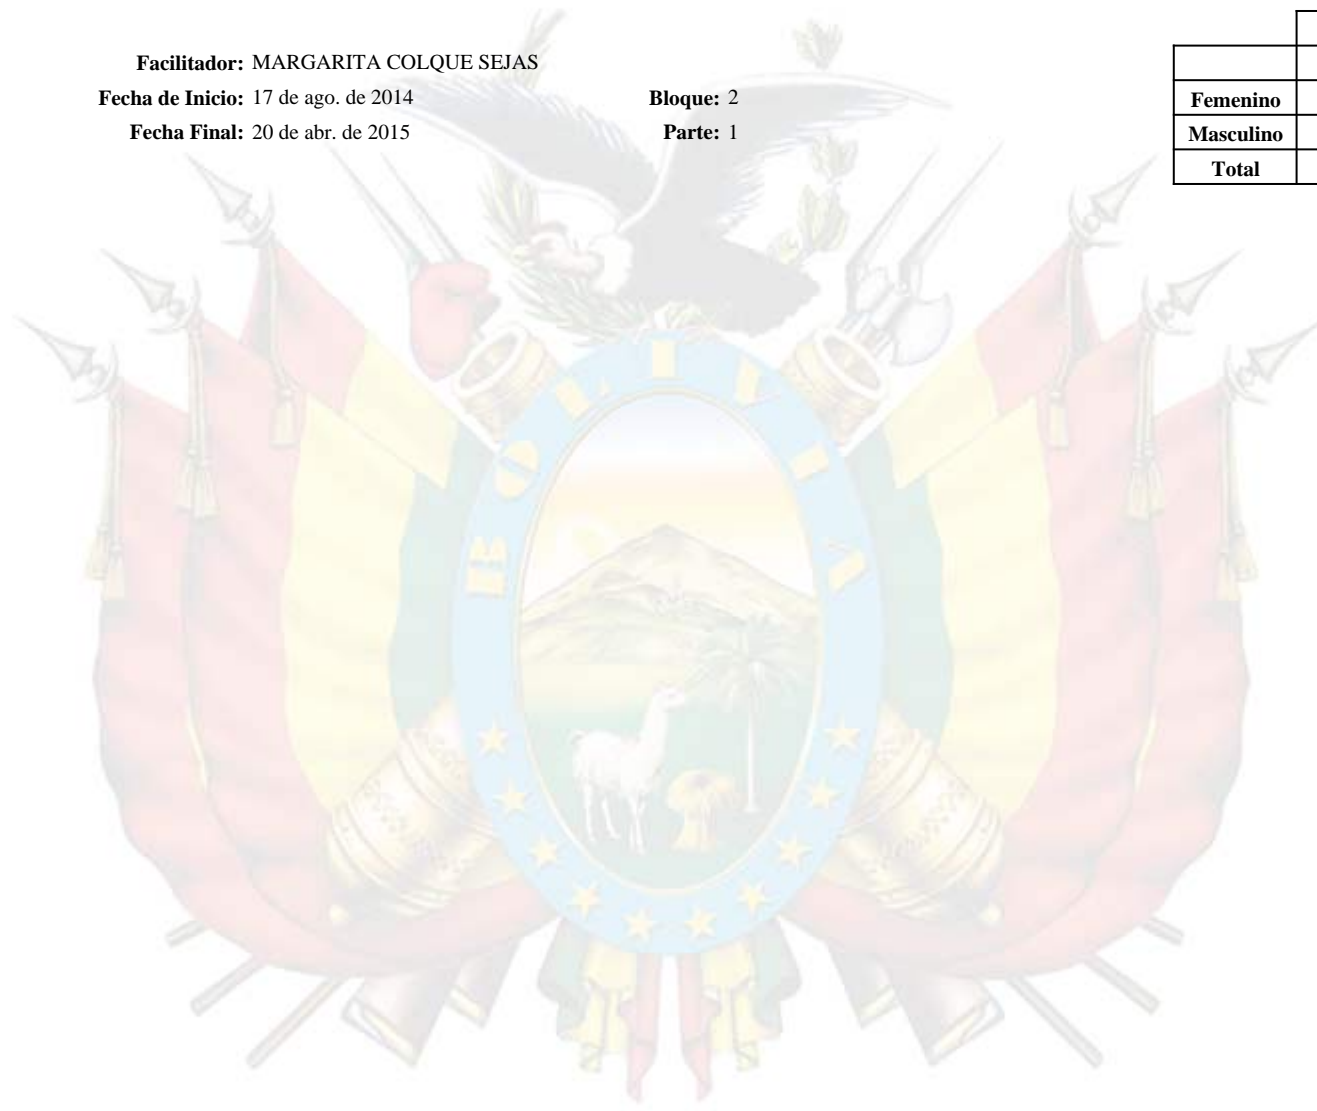 Facilitador: MARGARITA COLQUE SEJAS
Fecha de Inicio: 17 de ago. de 2014 Bloque: 2
Fecha Final: 20 de abr. de 2015 Parte: 1
Femenino
Masculino
Total
BOLIVIA